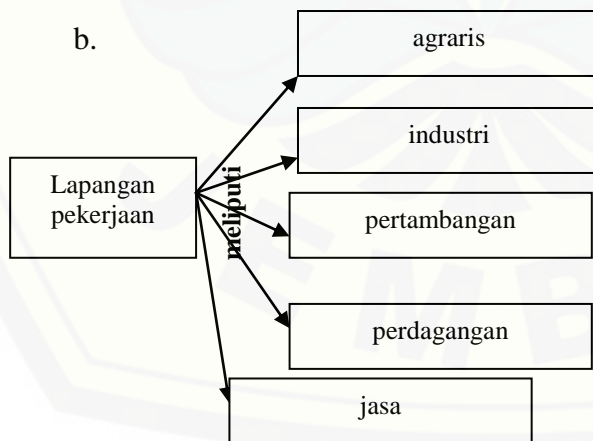 b.
agraris
industri
Lapangan
pekerjaan
meliputi
pertambangan
perdagangan
jasa